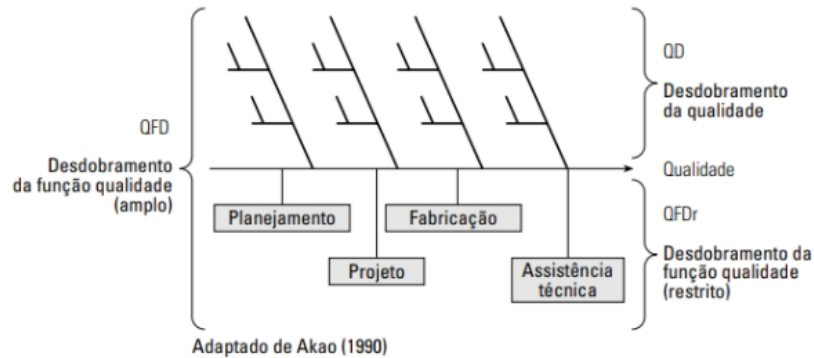 QFD
Desdobramento
da função qualidade
(amplo)
QD
Desdobramento
da qualidade
Qualidade
Planejamento
Fabricação
Projeto
Assistência
técnica
QFDr
Desdobramento da
função qualidade
(restrito)
Adaptado de Akao (1990)